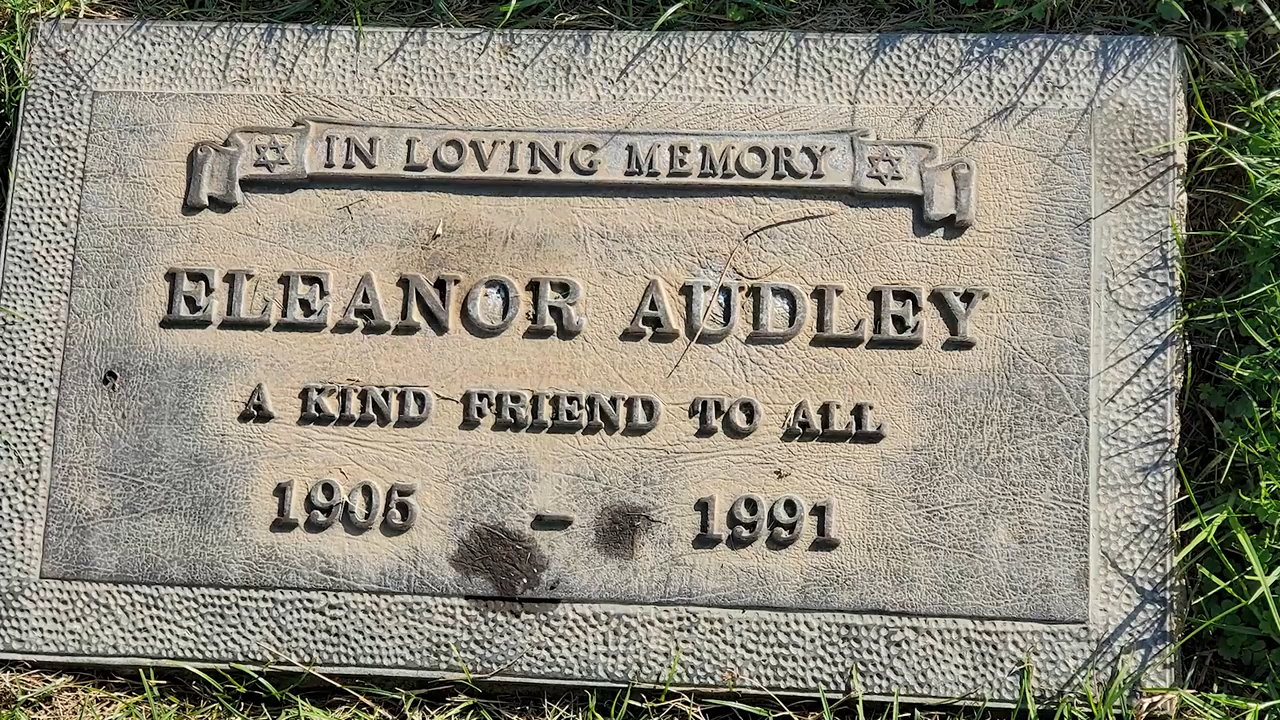 IN LOVING MEMORY
ELEANOR AUDLEY
A KIND FRIEND TO ALL
1905 – 1991